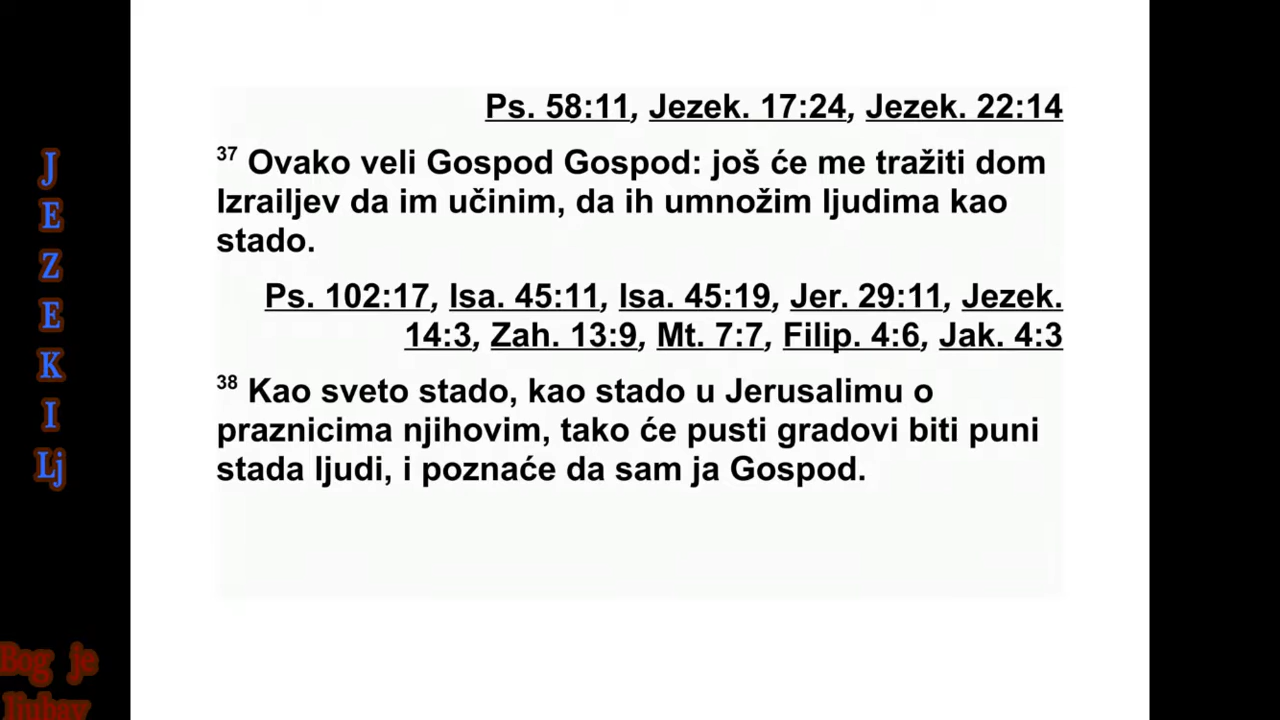 J
E
Z
E
K
I
Lj
Bog je
ljubav
Ps. 58:11, Jezek. 17:24, Jezek. 22:14
37 Ovako veli Gospod Gospod: još će me tražiti dom
Izrailjev da im učinim, da ih umnožim ljudima kao
stado.
Ps. 102:17, Isa. 45:11, Isa. 45:19, Jer. 29:11, Jezek.
14:3, Zah. 13:9, Mt. 7:7, Filip. 4:6, Jak. 4:3
38 Kao sveto stado, kao stado u Jerusalimu o
praznicima njihovim, tako će pusti gradovi biti puni
stada ljudi, i poznaće da sam ja Gospod.